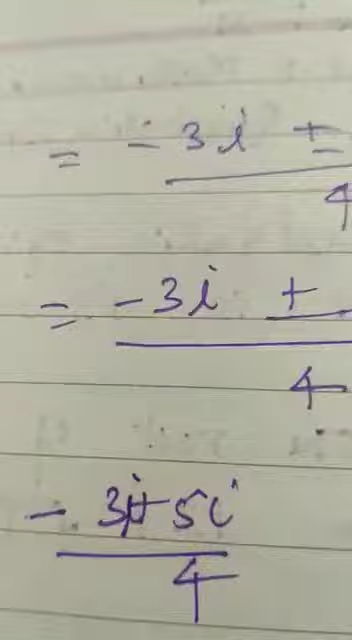 = - 3i ±
4
= -3i ±
4
- 3i + 5i
4